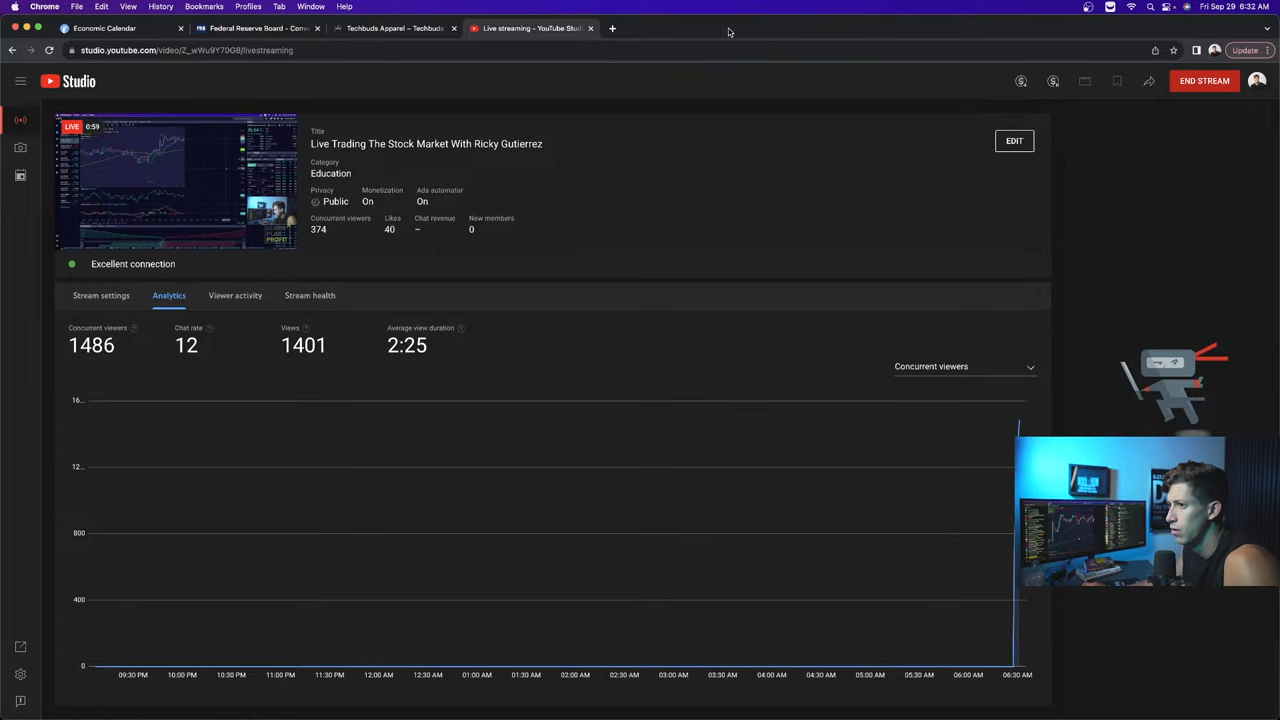 Chrome File Edit View History Bookmarks Profiles Tab Window Help Fri Sep 29 6:32 AM
Economic Calendar
Federal Reserve Board - Come
Techbuds Apparel – Techbuds
Live streaming - YouTube Studi
studio.youtube.com/video/Z_wWu9Y70G8/livestreaming
Update
Studio
END STREAM
LIVE 0:59
Title
Live Trading The Stock Market With Ricky Gutierrez
EDIT
Category
Education
Privacy Monetization Ads automator
Public On On
Concurrent viewers Likes Chat revenue New members
374 40 – 0
PROFIT
Excellent connection
Stream settings Analytics Viewer activity Stream health
Concurrent viewers Chat rate Views Average view duration
1486 12 1401 2:25
Concurrent viewers
16...
12...
800
400
0
09:30 PM 10:00 PM 10:30 PM 11:00 PM 11:30 PM 12:00 AM 12:30 AM 01:00 AM 01:30 AM 02:00 AM 02:30 AM 03:00 AM 03:30 AM 04:00 AM 04:30 AM 05:00 AM 05:30 AM 06:00 AM 06:30 AM